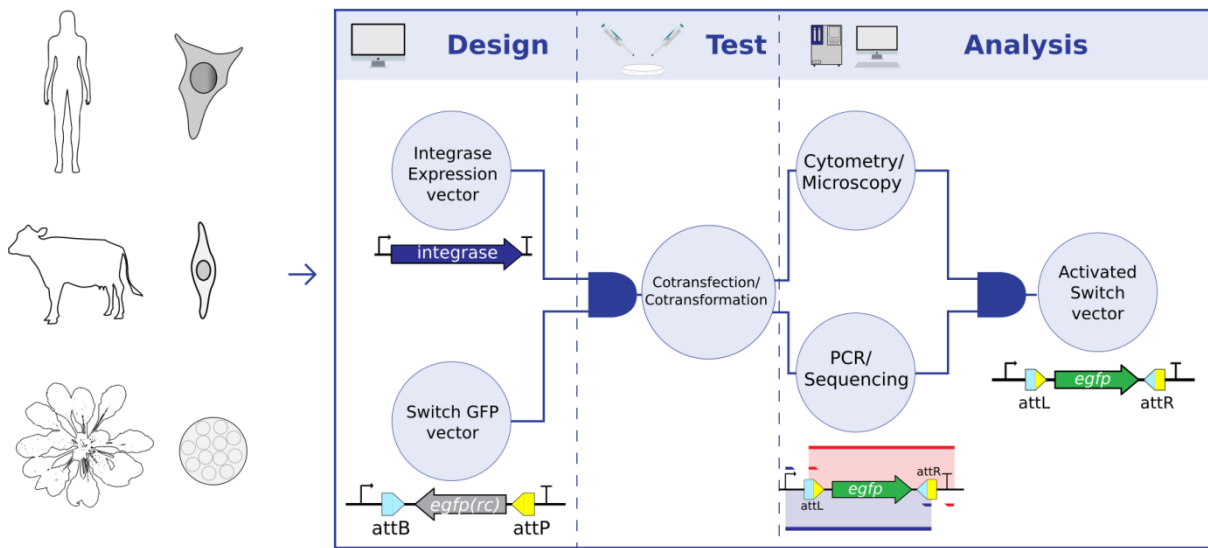 Design
Test
Analysis
Integrase
Expression
vector
integrase
Switch GFP
vector
attB
egfp(rc)
attP
Cotransfection/
Cotransformation
Cytometry/
Microscopy
PCR/
Sequencing
attR
egfp
attL
Activated
Switch
vector
egfp
attL
attR